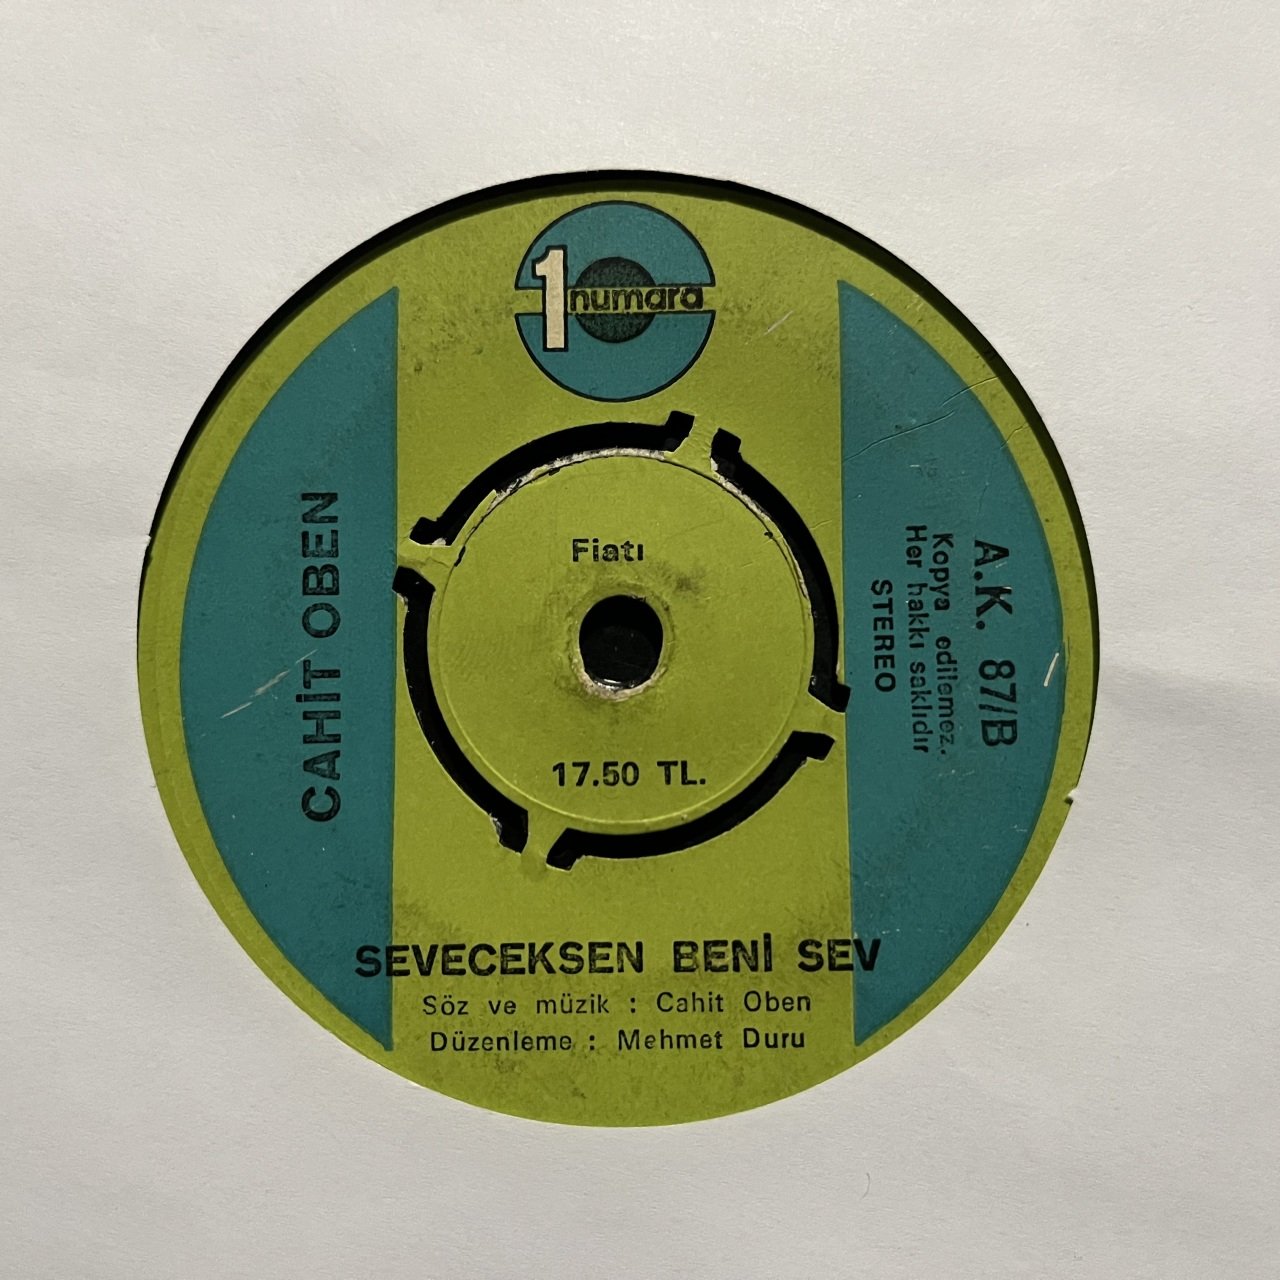 1 numara
CAHİT OBEN
Fiatı
17.50 TL.
A.K. 87/B
Kopya edilemez.
Her hakkı saklıdır
STEREO
SEVECEKSEN BENİ SEV
Söz ve müzik : Cahit Oben
Düzenleme : Mehmet Duru